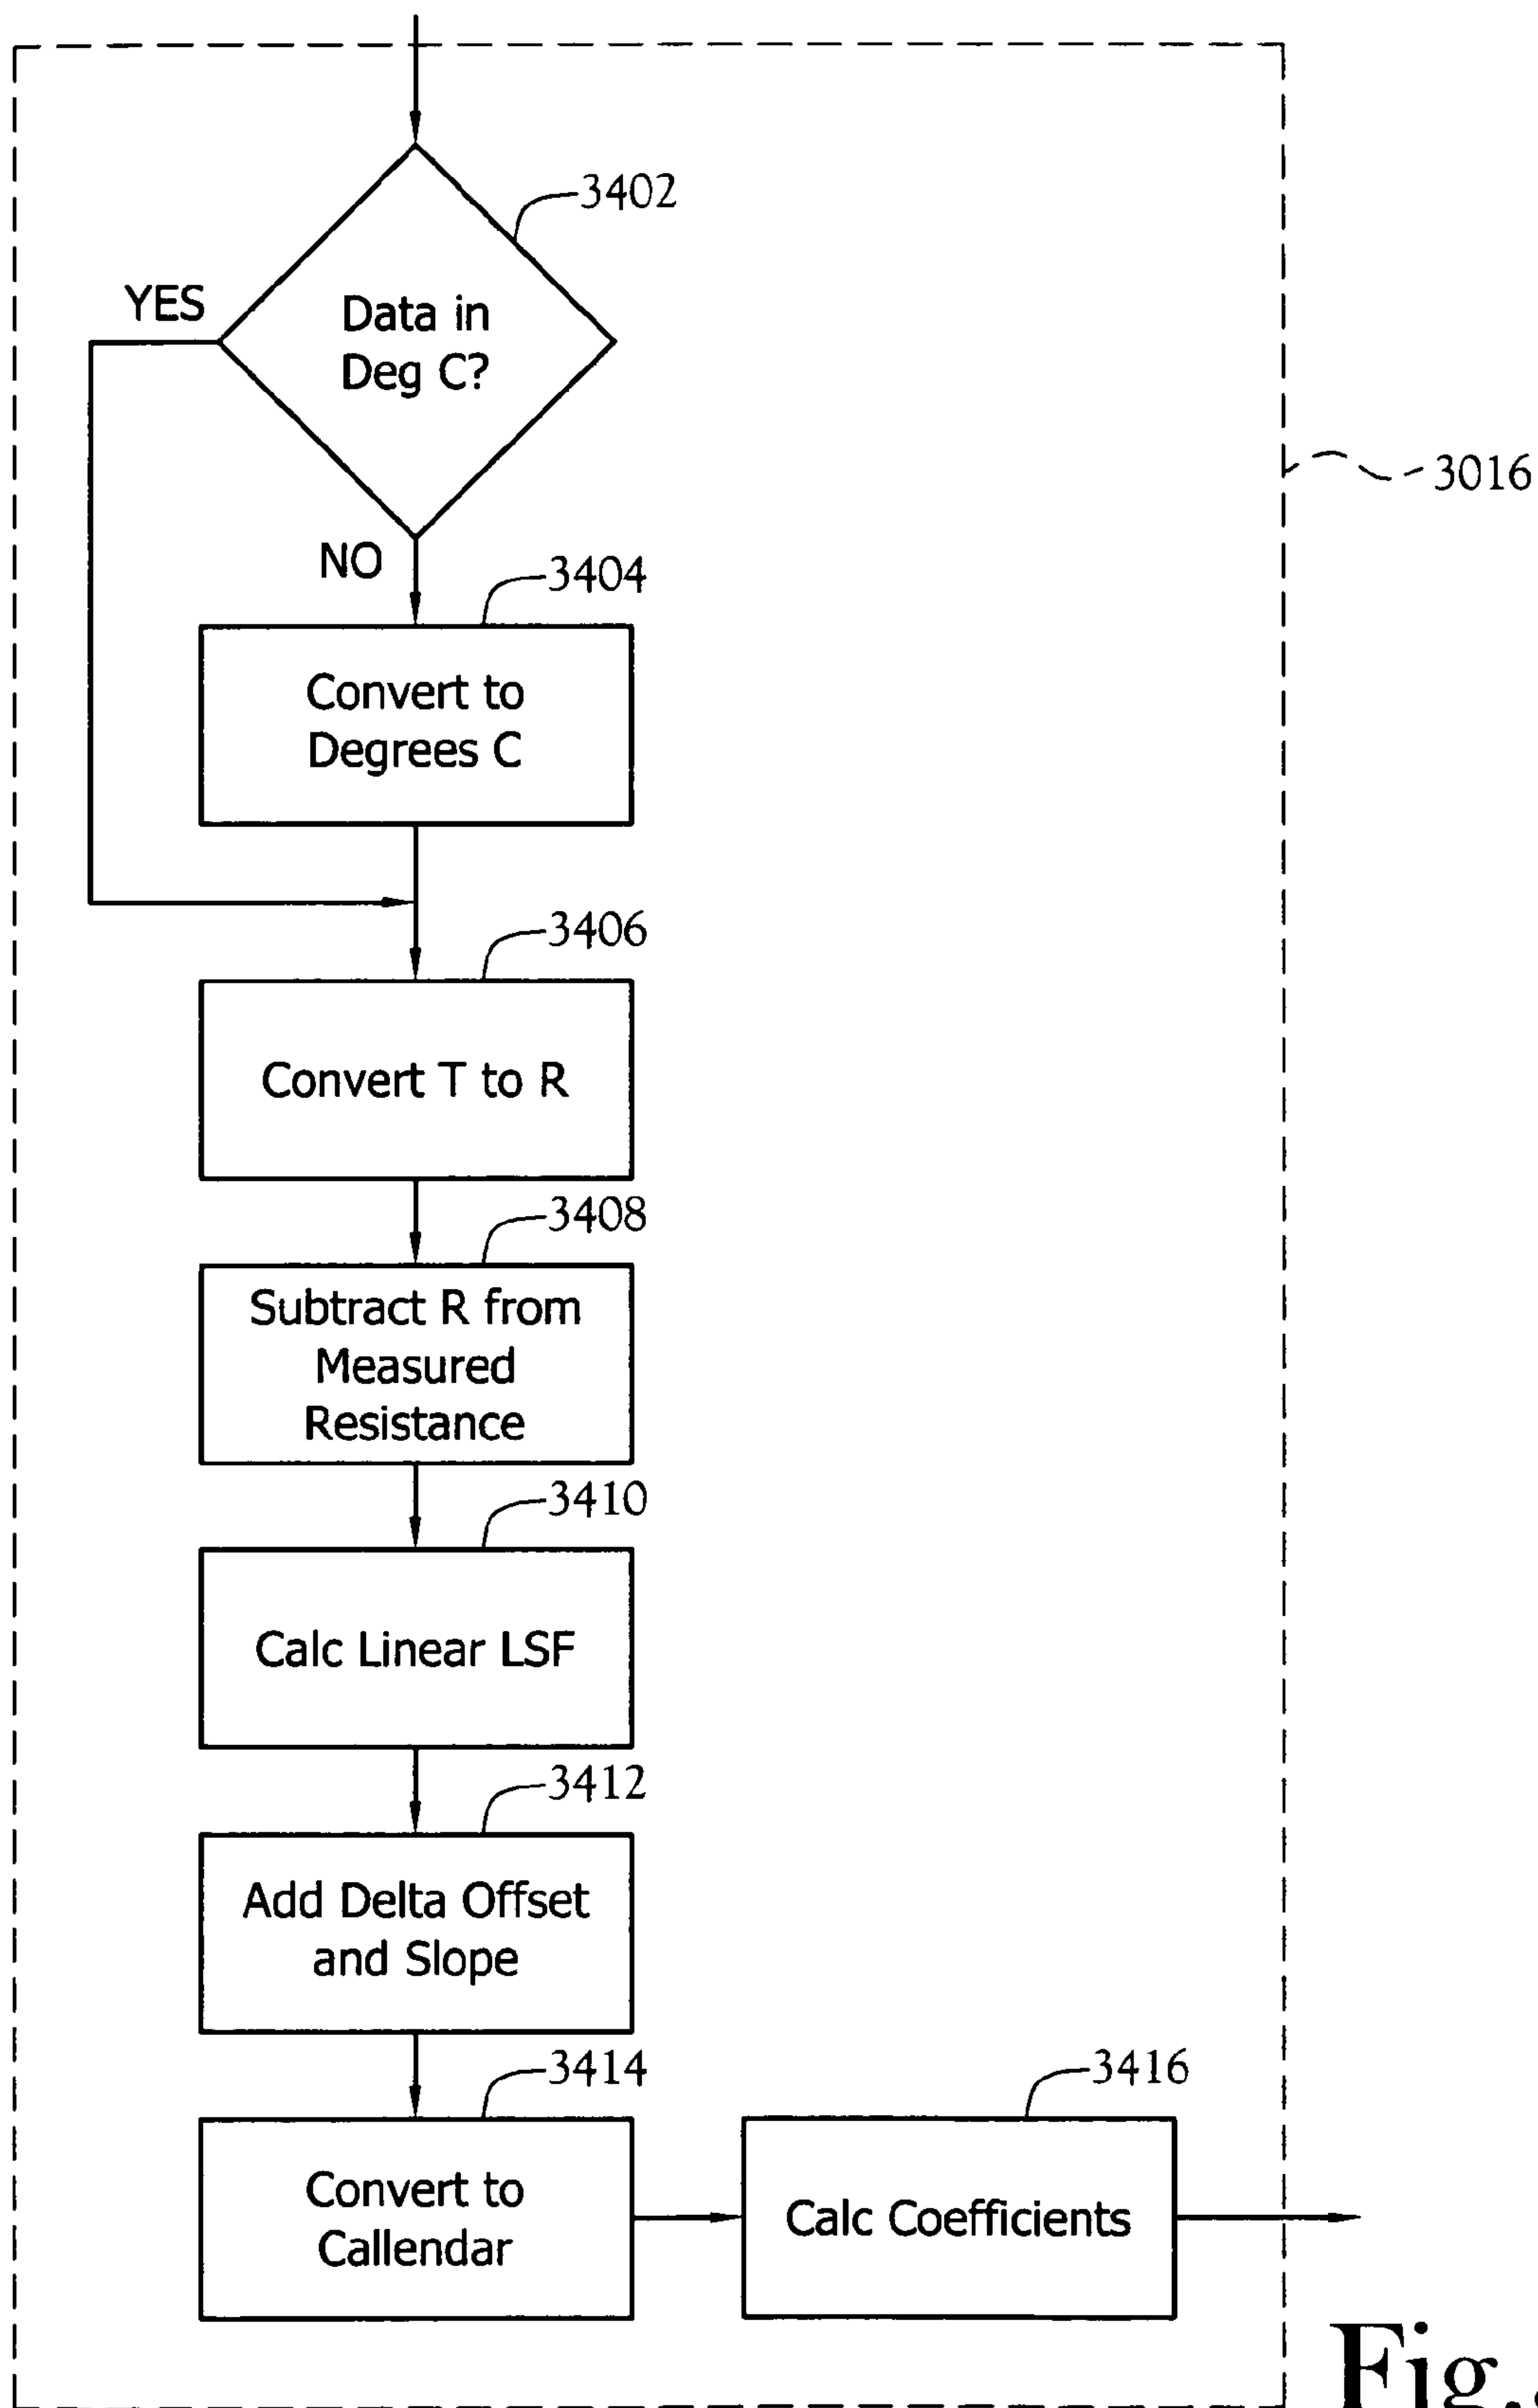 3402
YES
Data in
Deg C?
3016
NO
3404
Convert to
Degrees C
3406
Convert T to R
3408
Subtract R from
Measured
Resistance
3410
Calc Linear LSF
3412
Add Delta Offset
and Slope
3414
3416
Convert to
Callendar
Calc Coefficients
Fig.